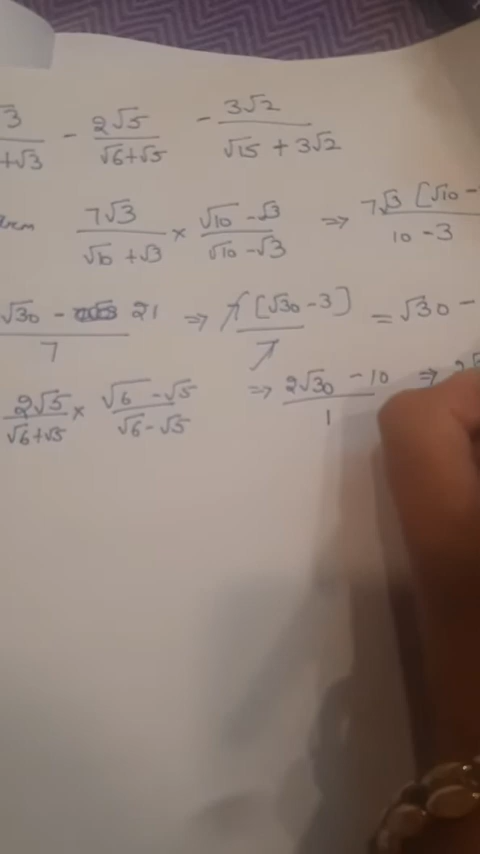 √3/+√3 - 2√5/√6+√5 - 3√2/√15 + 3√2
7√3/√10 +√3 × √10 -√3/√10 -√3 ⇒ 7√3 [√10 -/10 -3
√30 - 21/7 ⇒ 7[√30 -3]/7 = √30 -
2√5/√6+√5 × √6 -√5/√6 -√5 ⇒ 2√30 -10/1 ⇒ 2√